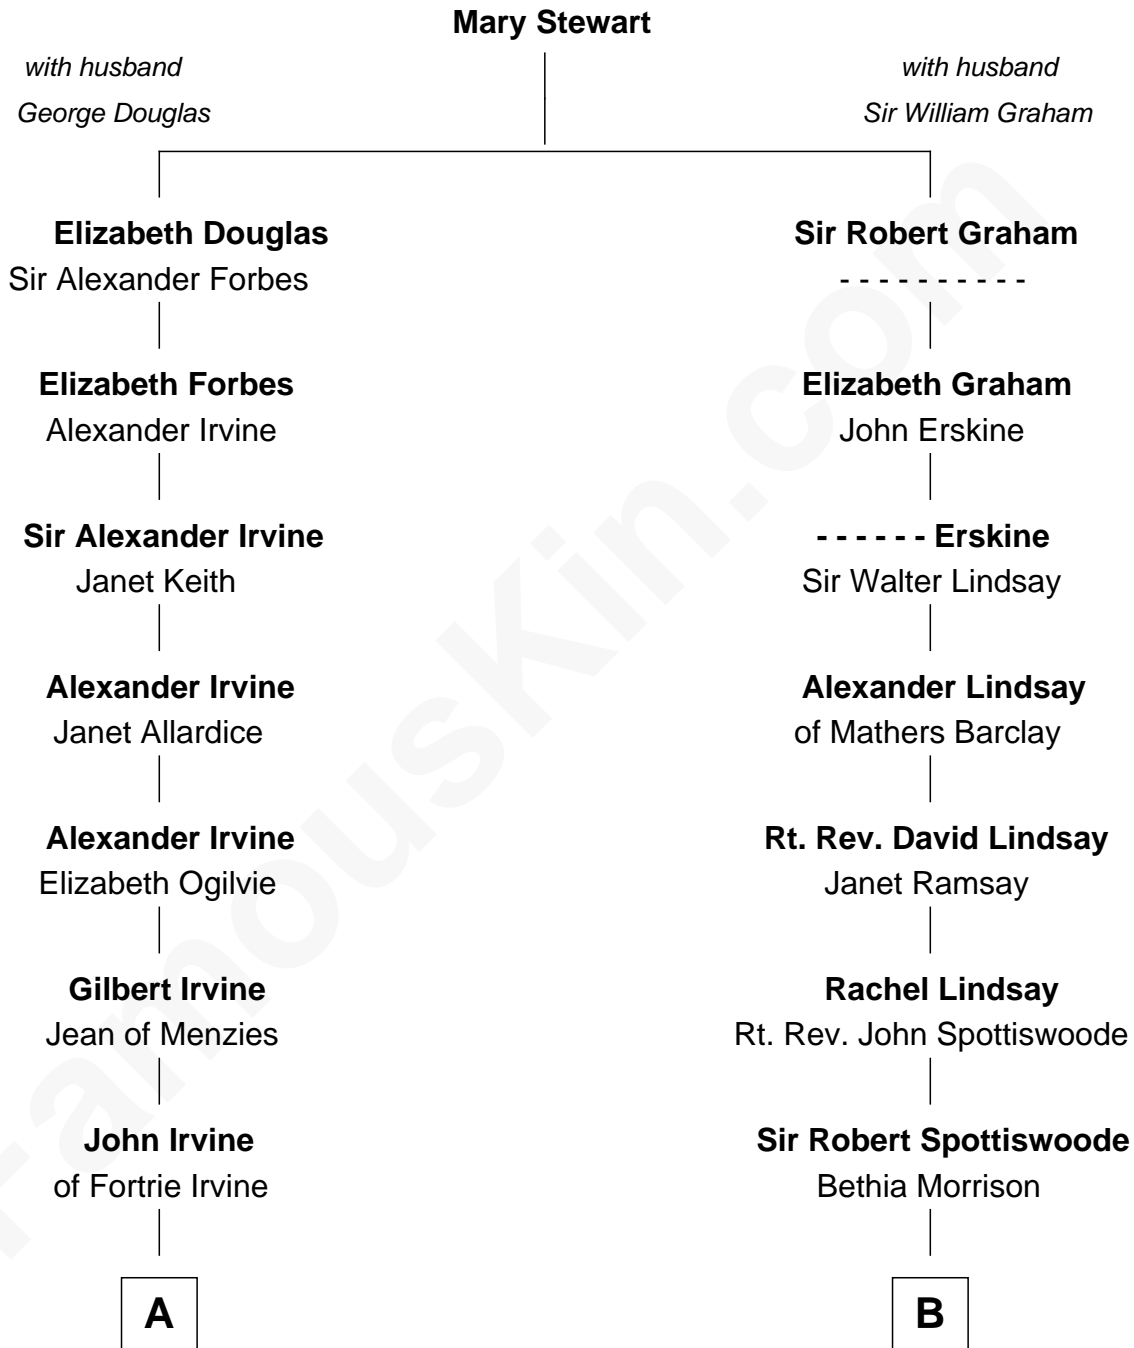 Mary Stewart
with husband
George Douglas
with husband
Sir William Graham
Elizabeth Douglas
Sir Alexander Forbes
Sir Robert Graham
- - - - - - - - - -
Elizabeth Forbes
Alexander Irvine
Elizabeth Graham
John Erskine
Sir Alexander Irvine
Janet Keith
- - - - - - Erskine
Sir Walter Lindsay
Alexander Irvine
Janet Allardice
Alexander Lindsay
of Mathers Barclay
Alexander Irvine
Elizabeth Ogilvie
Rt. Rev. David Lindsay
Janet Ramsay
Gilbert Irvine
Jean of Menzies
Rachel Lindsay
Rt. Rev. John Spottiswoode
John Irvine
of Fortrie Irvine
Sir Robert Spottiswoode
Bethia Morrison
A
B
FamousKin.com